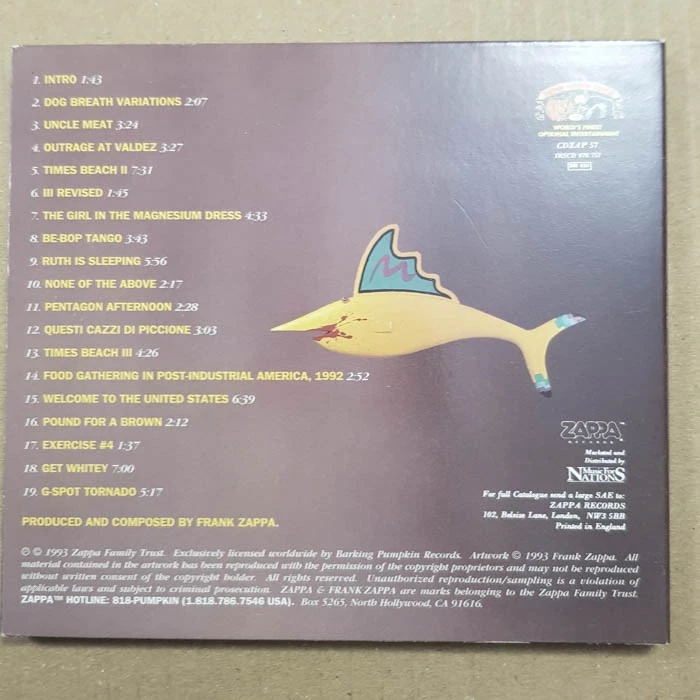 1. INTRO 1:43
2. DOG BREATH VARIATIONS 2:07
3. UNCLE MEAT 3:24
4. OUTRAGE AT VALDEZ 3:27
5. TIMES BEACH II 7:31
6. III REVISED 1:45
7. THE GIRL IN THE MAGNESIUM DRESS 4:33
8. BE-BOP TANGO 3:43
9. RUTH IS SLEEPING 5:56
10. NONE OF THE ABOVE 2:17
11. PENTAGON AFTERNOON 2:28
12. QUESTI CAZZI DI PICCIONE 3:03
13. TIMES BEACH III 4:26
14. FOOD GATHERING IN POST-INDUSTRIAL AMERICA, 1992 2:52
15. WELCOME TO THE UNITED STATES 6:39
16. POUND FOR A BROWN 2:12
17. EXERCISE #4 1:37
18. GET WHITEY 7:00
19. G-SPOT TORNADO 5:17
PRODUCED AND COMPOSED BY FRANK ZAPPA.
WORLD'S FINEST
OPTIONAL ENTERTAINMENT
CDZAP 57
ZAPPA™
RECORDS
Marketed and
Distributed by
Music For
NATIONS
For full Catalogue send a large SAE to:
ZAPPA RECORDS
102, Belsize Lane, London, NW3 5BB
Printed in England
℗ © 1993 Zappa Family Trust. Exclusively licensed worldwide by Barking Pumpkin Records. Artwork © 1993 Frank Zappa. All
material contained in the artwork has been reproduced with the permission of the copyright proprietors and may not be reproduced
without written consent of the copyright holder. All rights reserved. Unauthorized reproduction/sampling is a violation of
applicable laws and subject to criminal prosecution. ZAPPA & FRANK ZAPPA are marks belonging to the Zappa Family Trust.
ZAPPA™ HOTLINE: 818-PUMPKIN (1.818.786.7546 USA). Box 5265, North Hollywood, CA 91616.